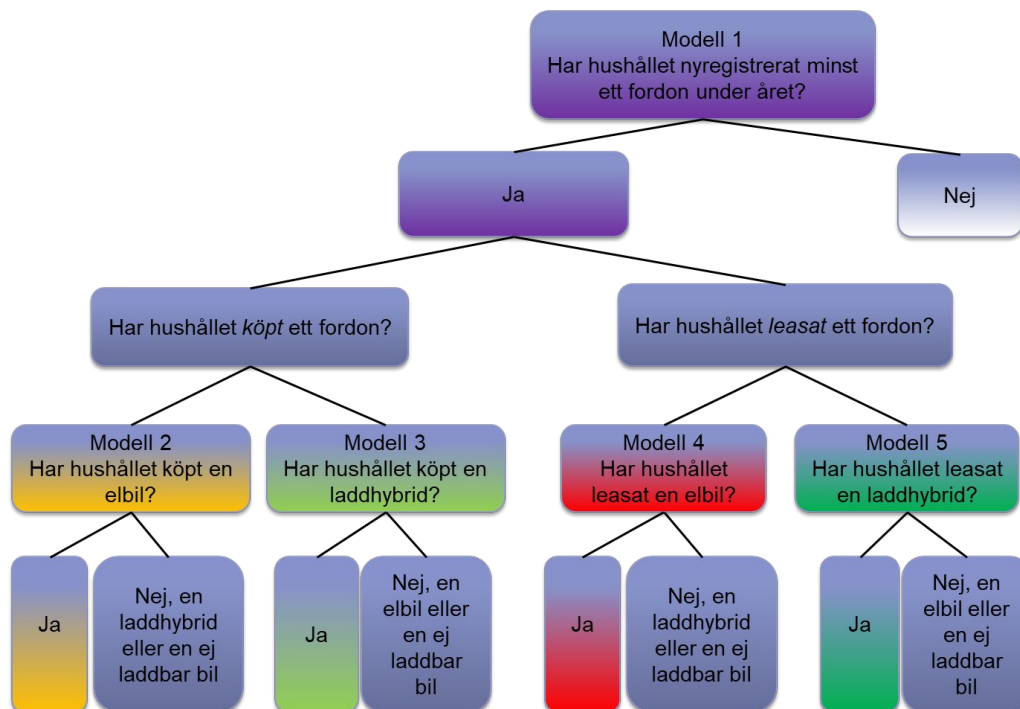 Modell 1
Har hushållet nyregistrerat minst
ett fordon under året?
Ja
Nej
Har hushållet köpt ett fordon?
Har hushållet leasat ett fordon?
Modell 2
Har hushållet köpt en
elbil?
Modell 3
Har hushållet köpt en
laddhybrid?
Modell 4
Har hushållet
leasat en elbil?
Modell 5
Har hushållet leasat
en laddhybrid?
Ja
Nej, en
laddhybrid
eller en ej
laddbar bil
Ja
Nej, en
elbil eller
en ej
laddbar
bil
Ja
Nej, en
laddhybrid
eller en ej
laddbar bil
Ja
Nej, en
elbil eller
en ej
laddbar
bil